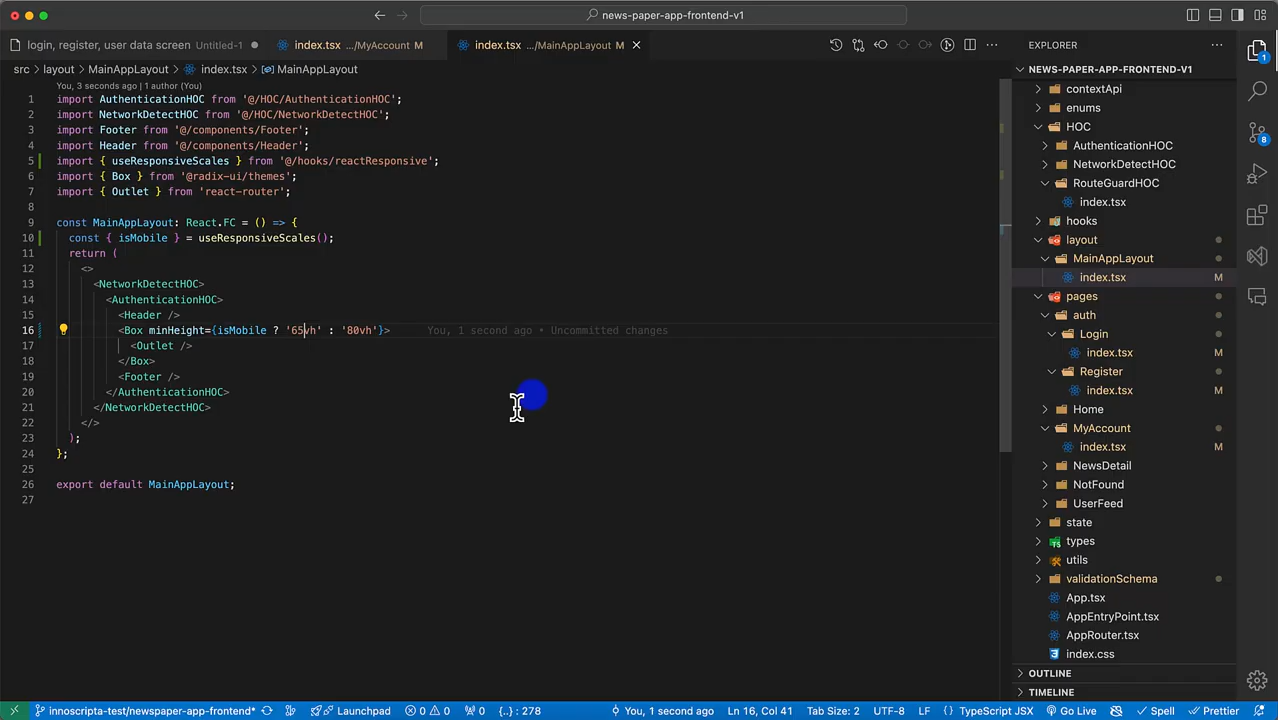 news-paper-app-frontend-v1
login, register, user data screen Untitled-1
index.tsx .../MyAccount M
index.tsx .../MainAppLayout M
src > layout > MainAppLayout > index.tsx > MainAppLayout
You, 3 seconds ago | 1 author (You)
1 import AuthenticationHOC from '@/HOC/AuthenticationHOC';
2 import NetworkDetectHOC from '@/HOC/NetworkDetectHOC';
3 import Footer from '@/components/Footer';
4 import Header from '@/components/Header';
5 import { useResponsiveScales } from '@/hooks/reactResponsive';
6 import { Box } from '@radix-ui/themes';
7 import { Outlet } from 'react-router';
8
9 const MainAppLayout: React.FC = () => {
10 const { isMobile } = useResponsiveScales();
11 return (
12 <>
13 <NetworkDetectHOC>
14 <AuthenticationHOC>
15 <Header />
16 <Box minHeight={isMobile ? '65vh' : '80vh'}> You, 1 second ago • Uncommitted changes
17 <Outlet />
18 </Box>
19 <Footer />
20 </AuthenticationHOC>
21 </NetworkDetectHOC>
22 </>
23 );
24 };
25
26 export default MainAppLayout;
27
EXPLORER
NEWS-PAPER-APP-FRONTEND-V1
contextApi
enums
HOC
AuthenticationHOC
NetworkDetectHOC
RouteGuardHOC
index.tsx
hooks
layout
MainAppLayout
index.tsx M
pages
auth
Login
index.tsx M
Register
index.tsx M
Home
MyAccount
index.tsx M
NewsDetail
NotFound
UserFeed
state
types
utils
validationSchema
App.tsx
AppEntryPoint.tsx
AppRouter.tsx
index.css
OUTLINE
TIMELINE
1
8
innoscripta-test/newspaper-app-frontend* Launchpad 0 0 0 {..} : 278 You, 1 second ago Ln 16, Col 41 Tab Size: 2 UTF-8 LF {} TypeScript JSX Go Live Spell Prettier